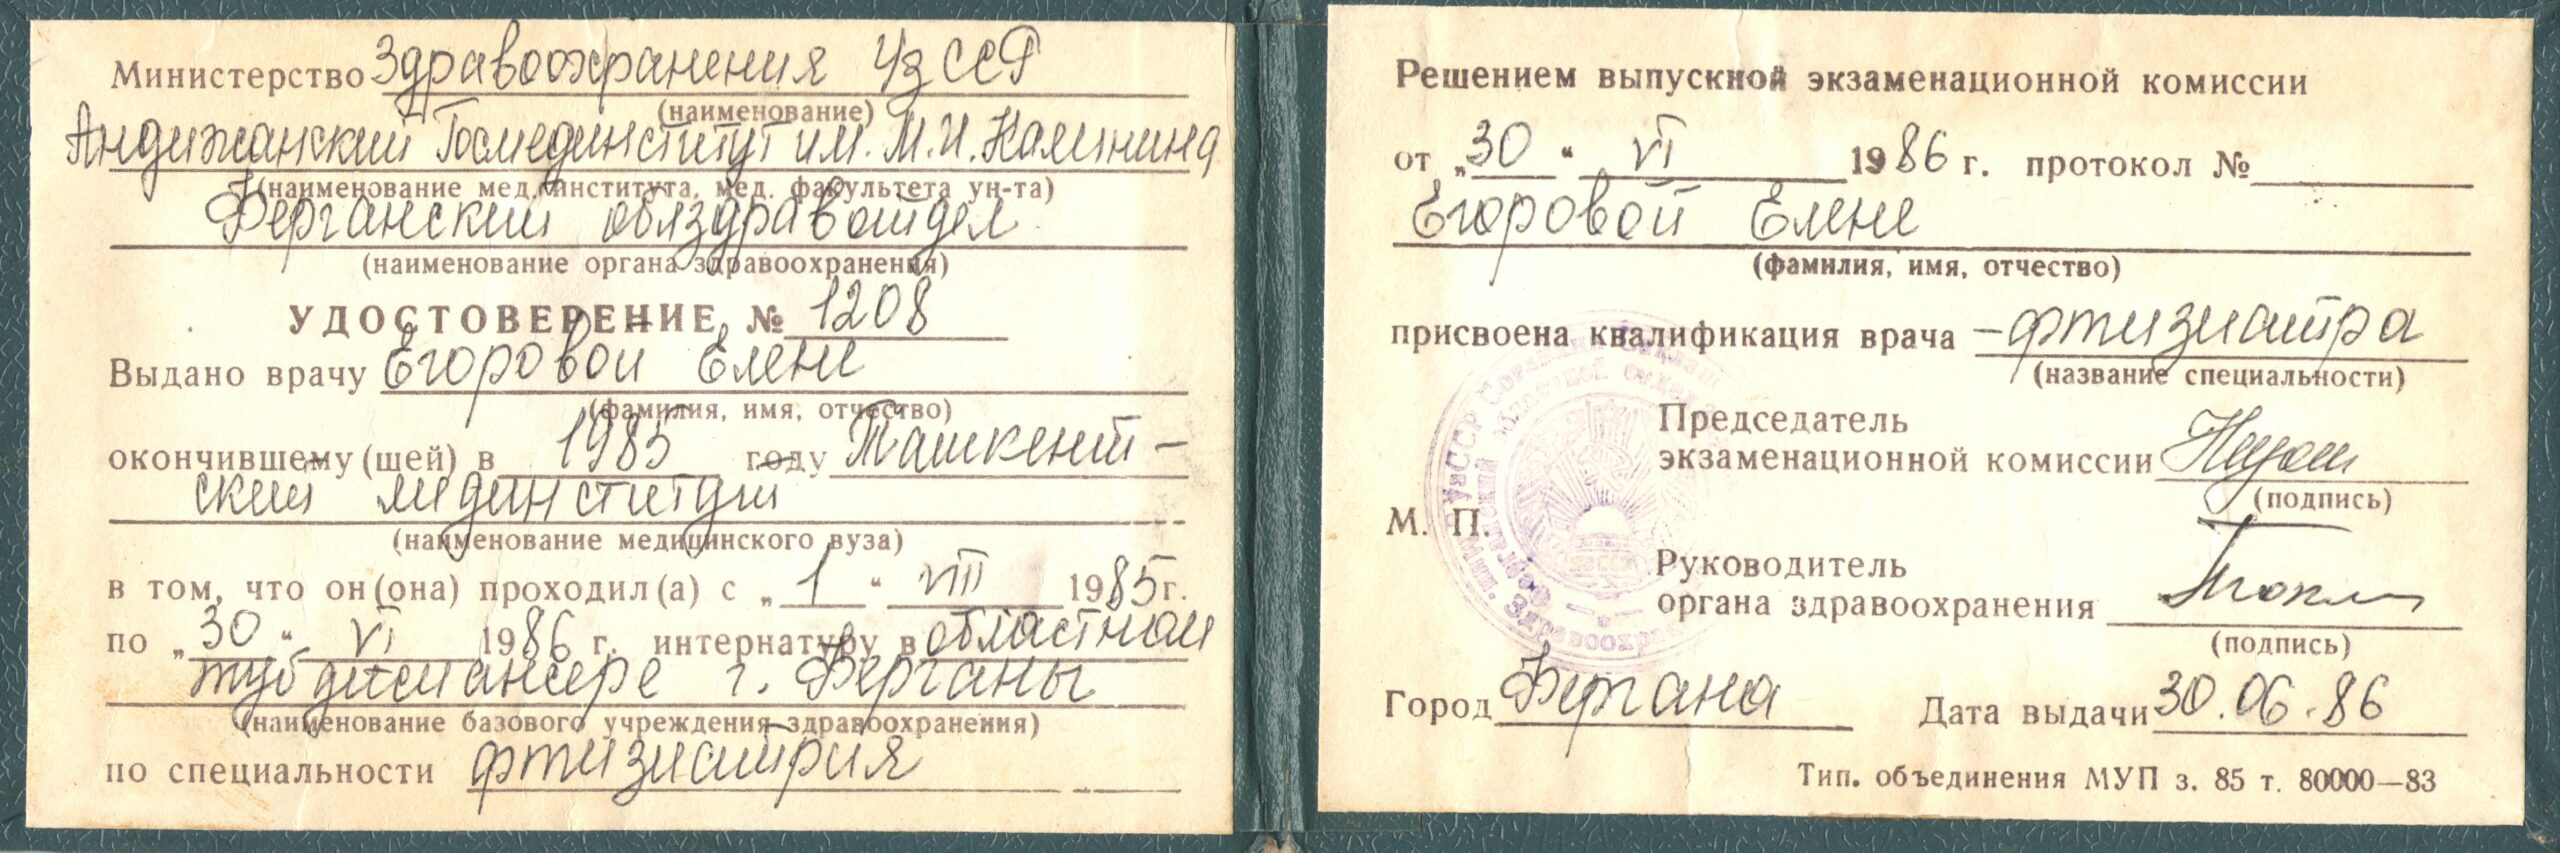 Министерство Здравоохранения УзССР
(наименование)
Андижанский Госмединститут им. М.И. Калинина
(наименование мед. института, мед. факультета ун-та)
Ферганский облздравотдел
(наименование органа здравоохранения)
УДОСТОВЕРЕНИЕ № 1208
Выдано врачу Егоровой Елене
(фамилия, имя, отчество)
окончившему (шей) в 1985 году Ташкент-
ский мединститут
(наименование медицинского вуза)
в том, что он (она) проходил (а) с „1“ VIII 1985 г.
по „30“ VI 1986 г. интернатуру в областном
тубдиспансере г. Ферганы
(наименование базового учреждения здравоохранения)
по специальности фтизиатрия
Решением выпускной экзаменационной комиссии
от „30“ VI 1986 г. протокол №
Егоровой Елене
(фамилия, имя, отчество)
присвоена квалификация врача – фтизиатра
(название специальности)
Председатель
экзаменационной комиссии
(подпись)
М. П.
Руководитель
органа здравоохранения
(подпись)
Город Фергана Дата выдачи 30.06.86
Тип. объединения МУП з. 85 т. 80000—83